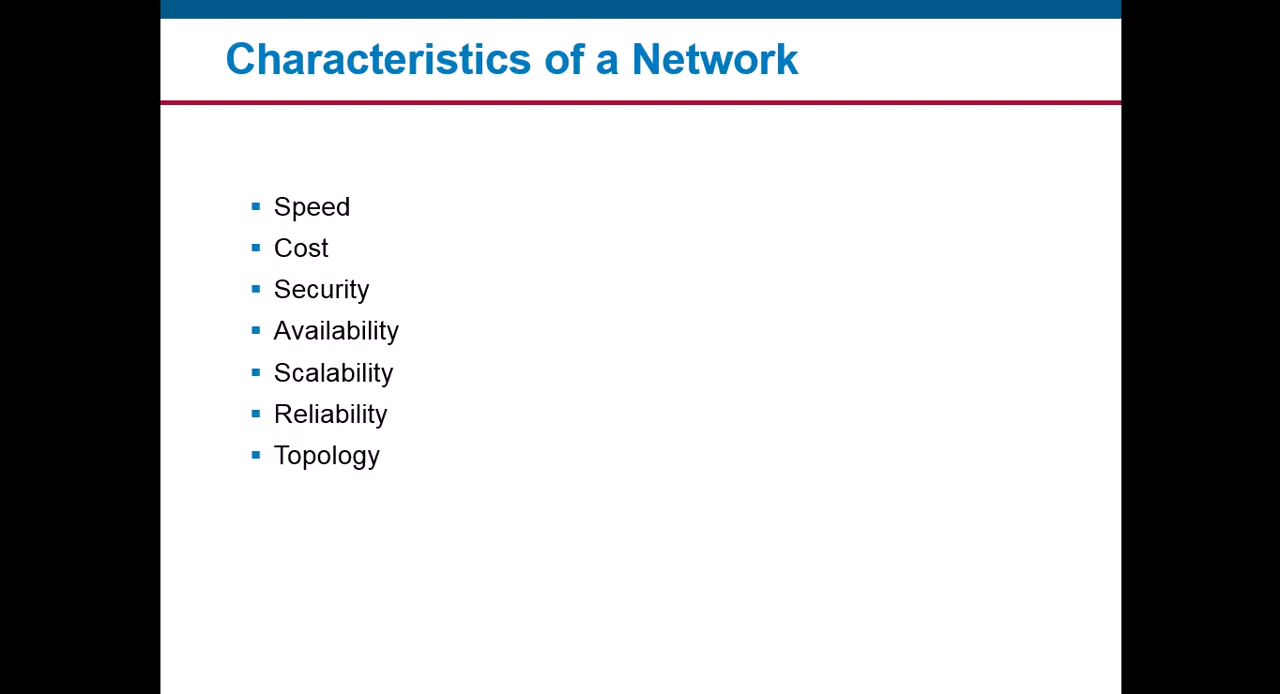 Characteristics of a Network
▪ Speed
▪ Cost
▪ Security
▪ Availability
▪ Scalability
▪ Reliability
▪ Topology